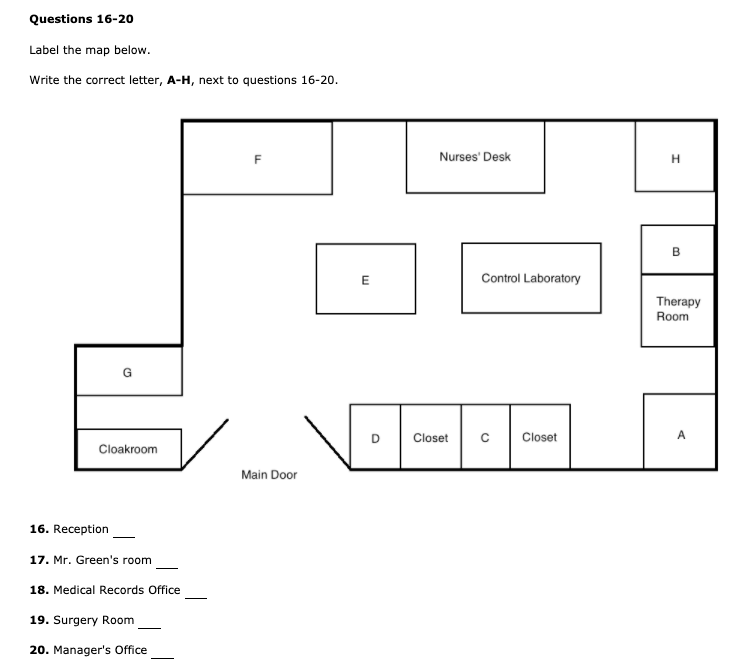 Questions 16-20
Label the map below.
Write the correct letter, A-H, next to questions 16-20.
F
Nurses' Desk
H
B
E
Control Laboratory
Therapy
Room
G
Cloakroom
D
Closet
C
Closet
A
Main Door
16. Reception ___
17. Mr. Green's room ___
18. Medical Records Office ___
19. Surgery Room ___
20. Manager's Office ___